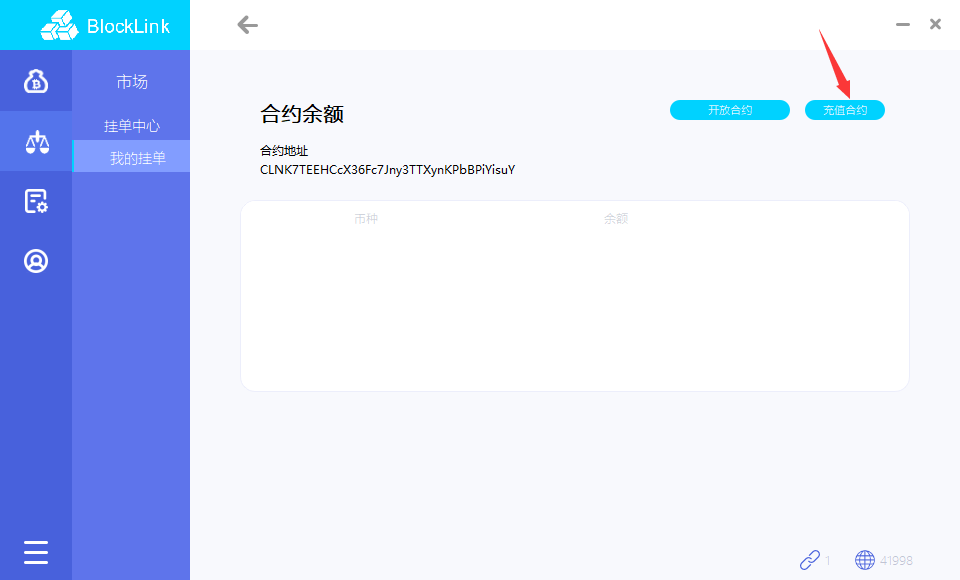 BlockLink
市场
挂单中心
我的挂单
合约余额
开放合约
充值合约
合约地址
CLNK7TEEHCcX36Fc7Jny3TTXynKPbBPiYisuY
币种 余额
1 41998